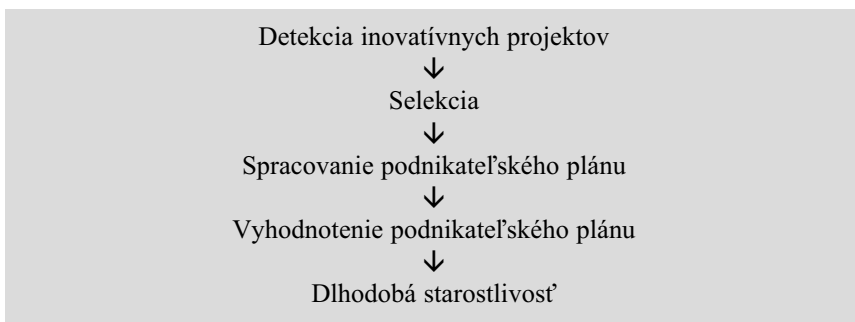 Detekcia inovatívnych projektov
↓
Selekcia
↓
Spracovanie podnikateľského plánu
↓
Vyhodnotenie podnikateľského plánu
↓
Dlhodobá starostlivosť